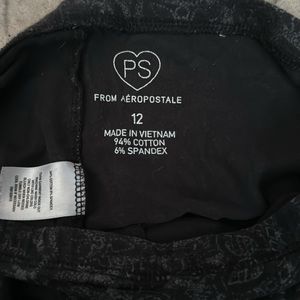 PS
FROM AÉROPOSTALE
12
MADE IN VIETNAM
94% COTTON
6% SPANDEX